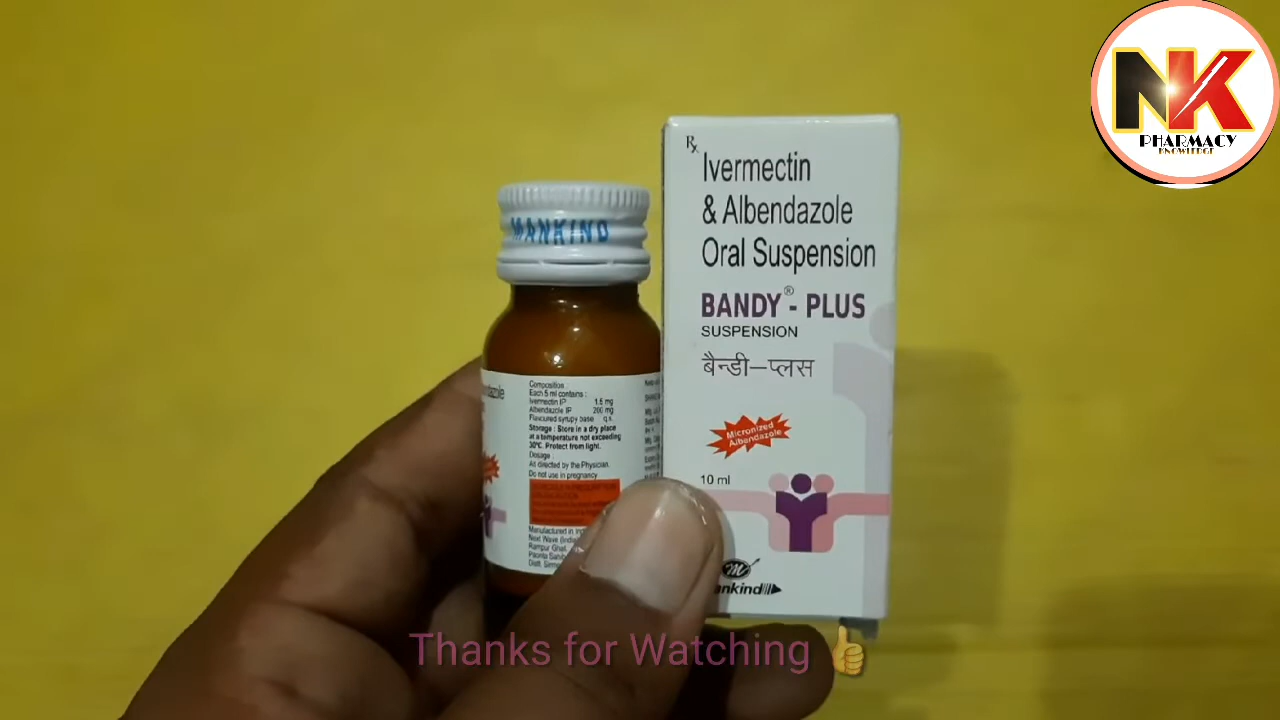 NK
PHARMACY
KNOWLEDGE
Rx
Ivermectin
& Albendazole
Oral Suspension
BANDY® - PLUS
SUSPENSION
बैन्डी–प्लस
Micronized
Albendazole
10 ml
MANKIND
Composition
Each 5 ml contains :
Ivermectin IP 1.5 mg
Albendazole IP 200 mg
Flavoured syrupy base q.s.
Storage : Store in a dry place
at a temperature not exceeding
30°C. Protect from light.
Dosage :
As directed by the Physician.
Do not use in pregnancy
Manufactured in
Next Wave (India)
Rampur Ghat
Paonta
Distt.
Thanks for Watching 👍